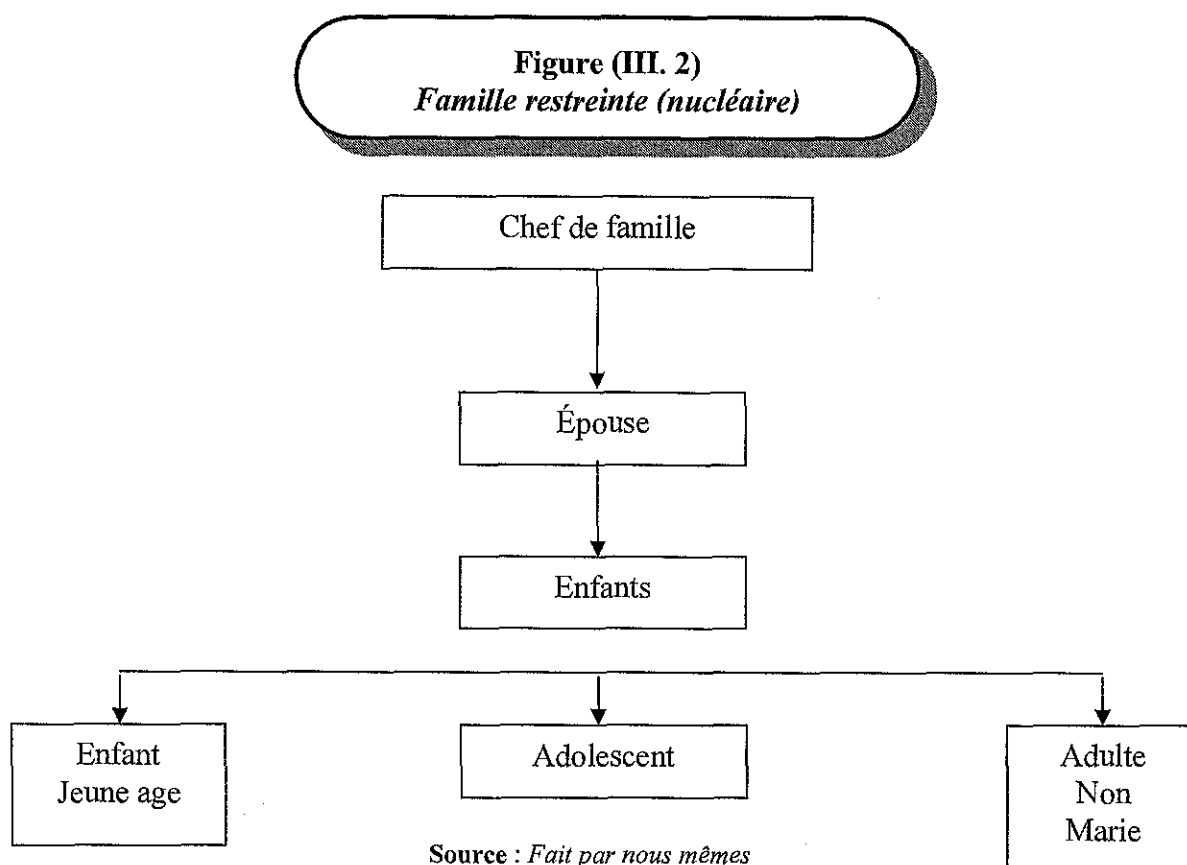 Figure (III. 2)
Famille restreinte (nucléaire)
Chef de famille
Épouse
Enfants
Enfant
Jeune age
Adolescent
Adulte
Non
Marie
Source : Fait par nous mêmes